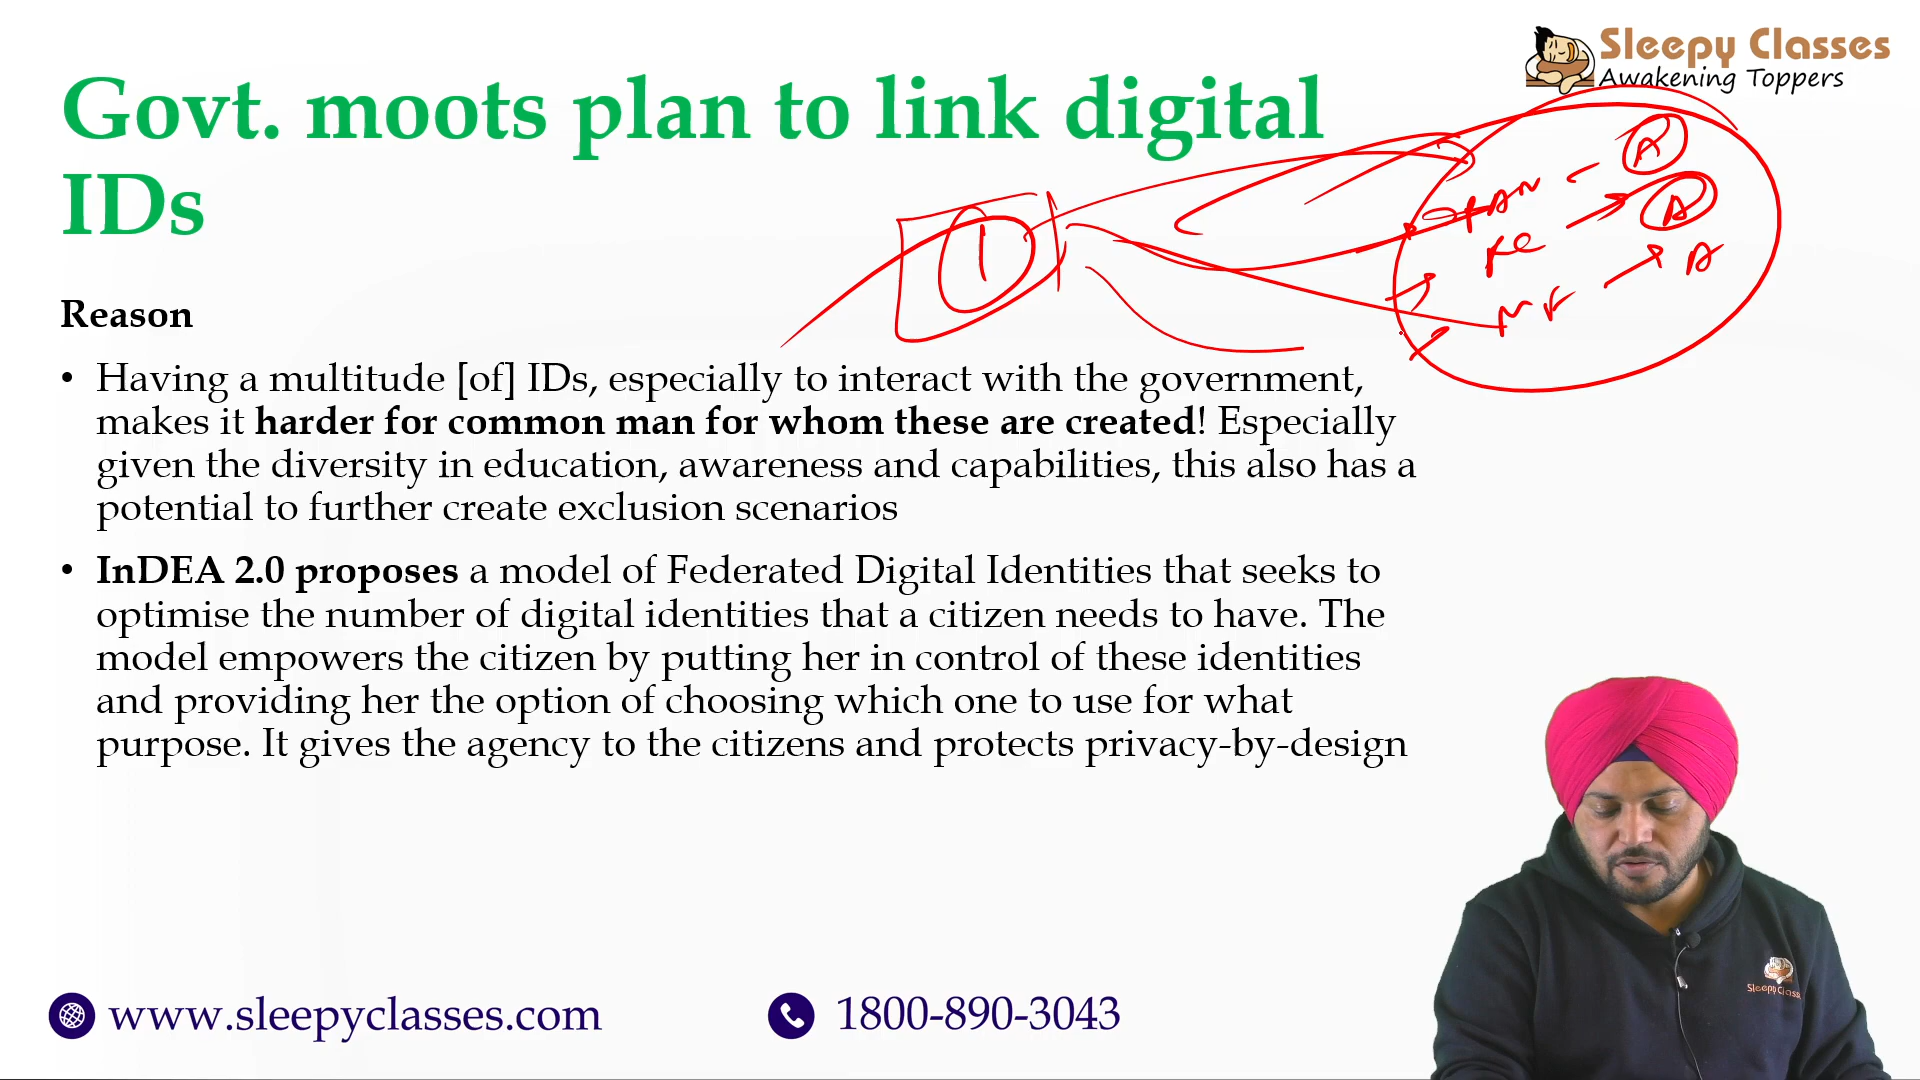 Sleepy Classes
Awakening Toppers
Govt. moots plan to link digital
IDs
1
PAN A
A
A
Reason
• Having a multitude [of] IDs, especially to interact with the government,
makes it harder for common man for whom these are created! Especially
given the diversity in education, awareness and capabilities, this also has a
potential to further create exclusion scenarios
• InDEA 2.0 proposes a model of Federated Digital Identities that seeks to
optimise the number of digital identities that a citizen needs to have. The
model empowers the citizen by putting her in control of these identities
and providing her the option of choosing which one to use for what
purpose. It gives the agency to the citizens and protects privacy-by-design
www.sleepyclasses.com
1800-890-3043